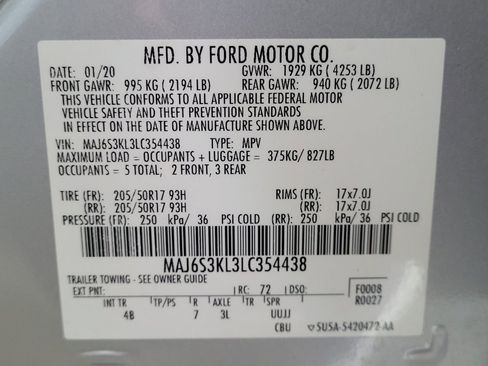 MFD. BY FORD MOTOR CO.
DATE: 01/20 GVWR: 1929 KG (4253 LB)
FRONT GAWR: 995 KG (2194 LB) REAR GAWR: 940 KG (2072 LB)
THIS VEHICLE CONFORMS TO ALL APPLICABLE FEDERAL MOTOR
VEHICLE SAFETY AND THEFT PREVENTION STANDARDS
IN EFFECT ON THE DATE OF MANUFACTURE SHOWN ABOVE.
VIN: MAJ6S3KL3LC354438 TYPE: MPV
MAXIMUM LOAD = OCCUPANTS + LUGGAGE = 375KG/ 827LB
OCCUPANTS = 5 TOTAL; 2 FRONT, 3 REAR
TIRE (FR): 205/50R17 93H RIMS (FR): 17x7.0J
(RR): 205/50R17 93H (RR): 17x7.0J
PRESSURE (FR): 250 kPa/ 36 PSI COLD (RR): 250 kPa/ 36 PSI COLD
MAJ6S3KL3LC354438
TRAILER TOWING - SEE OWNER GUIDE
EXT PNT: RC: 72 DSO: F0008
R0027
INT TR TP/PS R AXLE TR SPR
4B 7 3L UUJJ
CBU 5U5A-5420472-AA